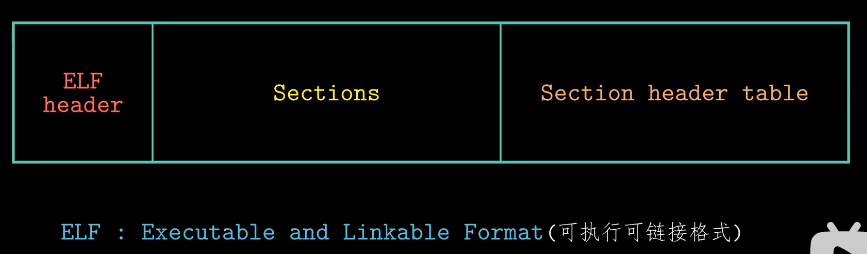 ELF
header
Sections
Section header table
ELF : Executable and Linkable Format(可执行可链接格式)